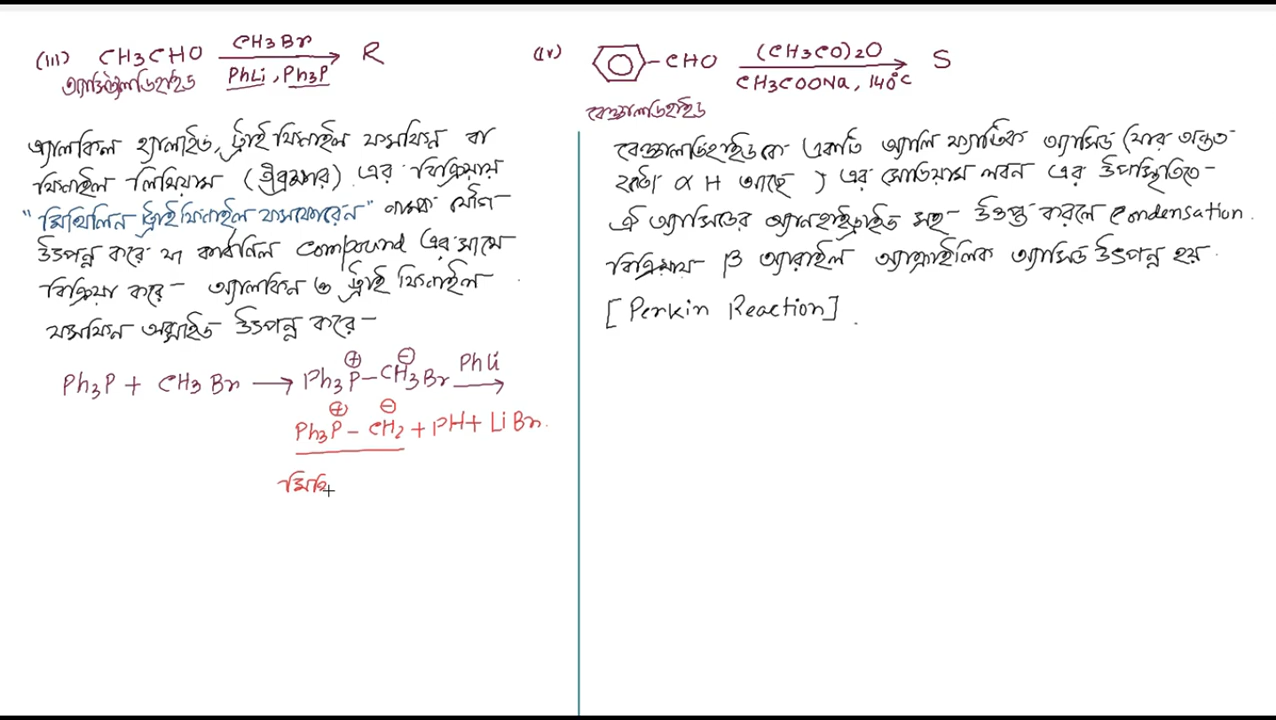 (iii) CH3CHO CH3Br R
PhLi, Ph3P
অ্যাসিটালডিহাইড
অ্যালকিল হ্যালাইড, ট্রাই ফিনাইল ফসফিন বা
ফিনাইল লিথিয়াম (ইথার) এর বিক্রিয়ায়
"মিথিলিন ট্রাইফিনাইল ফসফোরেন" নামক যৌগ
উৎপন্ন করে যা কার্বনিল compound এর সাথে
বিক্রিয়া করে অ্যালকিন ও ট্রাই ফিনাইল
ফসফিন অক্সাইড উৎপন্ন করে
Ph3P + CH3Br ⟶ Ph3P⊕–CH3Br⊖ PhLi ⟶
Ph3P⊕–CH2⊖ + PH + LiBr.
মিথি
(iv) –CHO (CH3CO)2O S
CH3COONa, 140°C
বেঞ্জালডিহাইড
বেঞ্জালডিহাইডকে একটি অ্যালিফ্যাটিক অ্যাসিড (যার অন্তত
দুটো α H আছে) এর সোডিয়াম লবন এর উপস্থিতিতে
ঐ অ্যাসিডের অ্যানহাইড্রাইড সহ উত্তপ্ত করলে condensation
বিক্রিয়ায় β অ্যারাইল অ্যাক্রাইলিক অ্যাসিড উৎপন্ন হয়.
[Perkin Reaction].